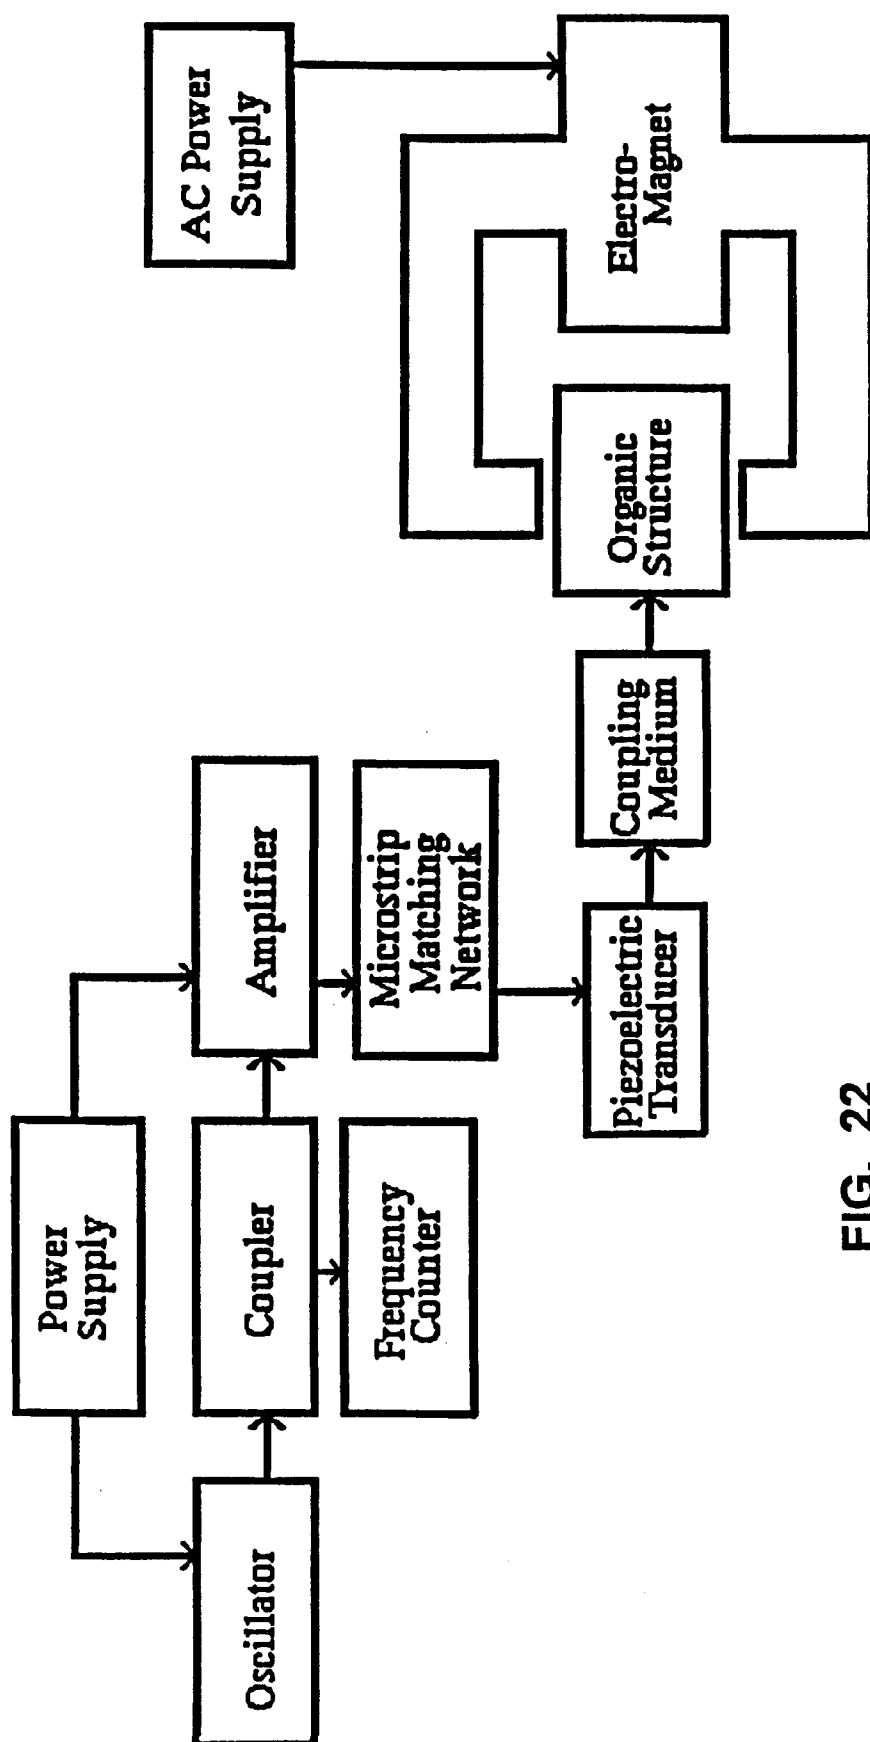 Power
Supply
AC Power
Supply
Oscillator
Coupler
Amplifier
Frequency
Counter
Microstrip
Matching
Network
Piezoelectric
Transducer
Coupling
Medium
Organic
Structure
Electro-
Magnet
FIG. 22